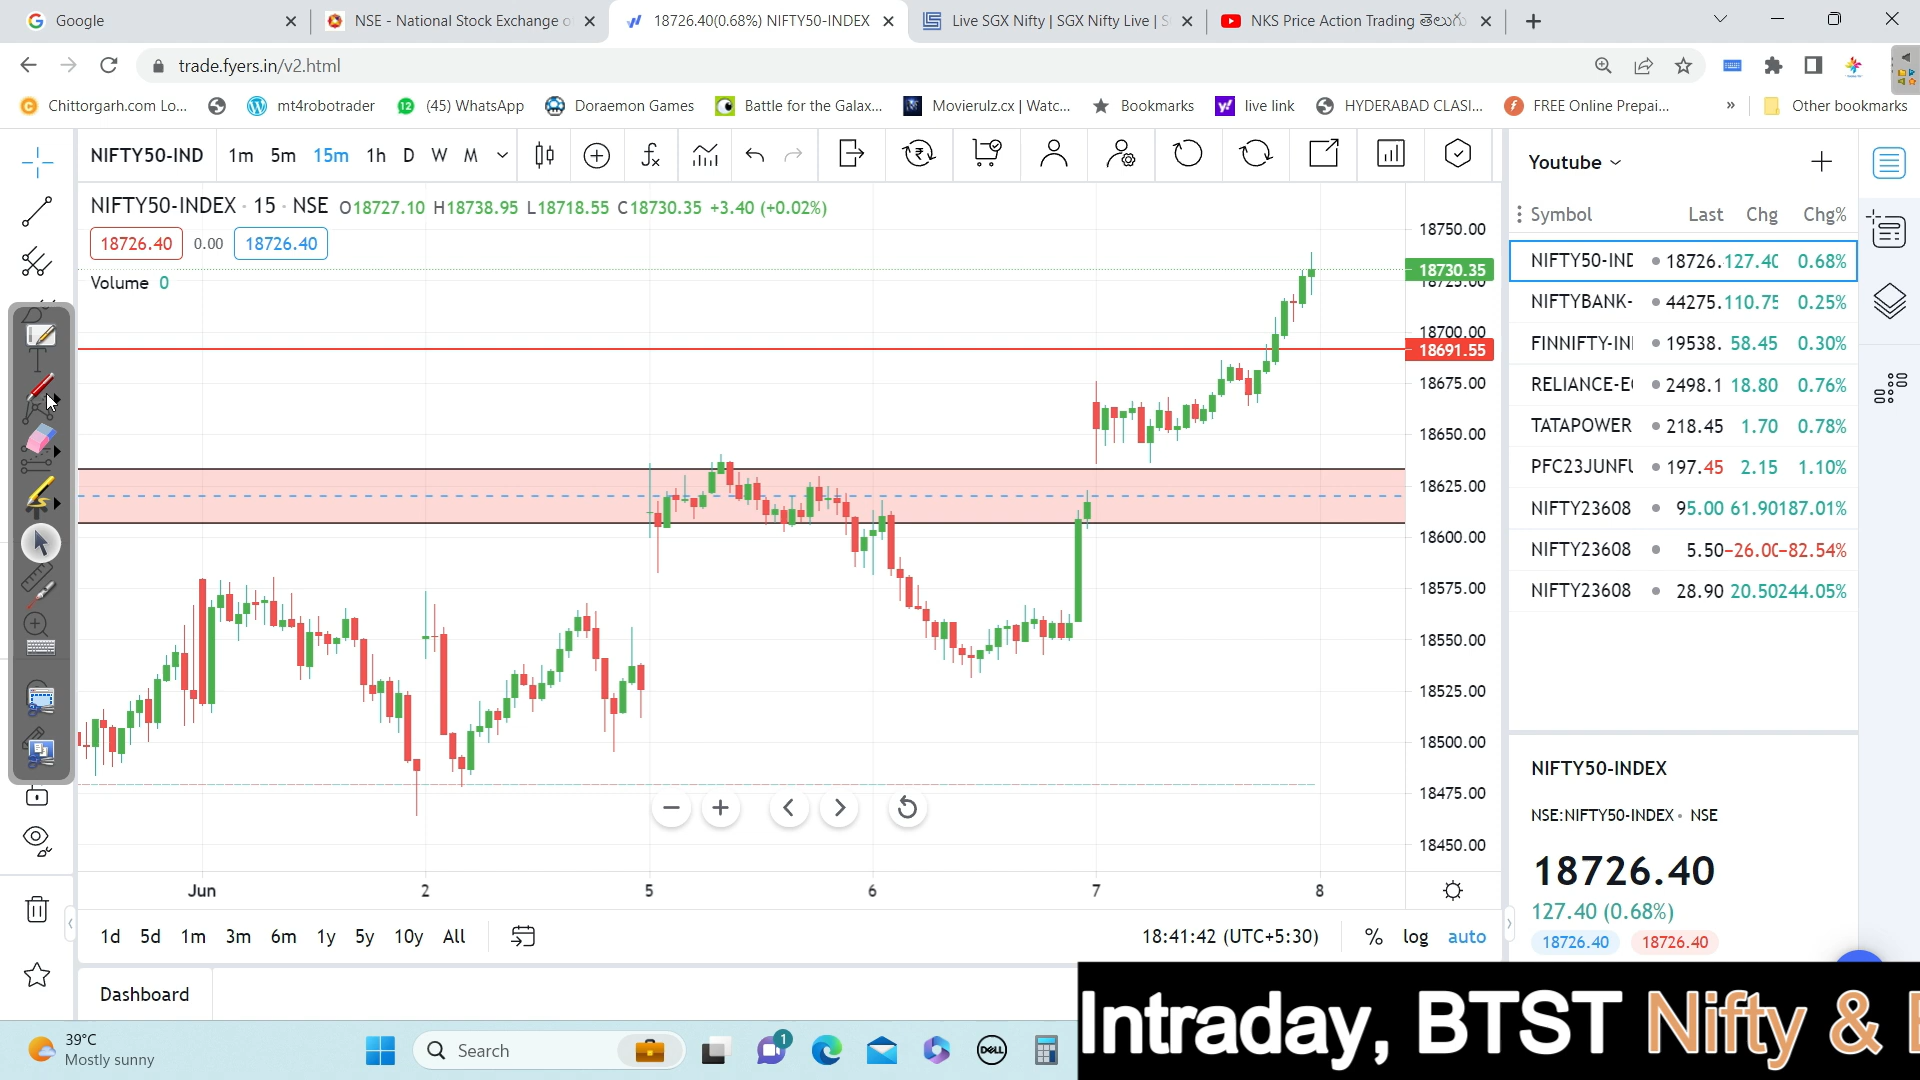 Google
NSE - National Stock Exchange o
18726.40(0.68%) NIFTY50-INDEX
Live SGX Nifty | SGX Nifty Live | S
NKS Price Action Trading తెలుగు
trade.fyers.in/v2.html
Chittorgarh.com Lo...
mt4robotrader
12
(45) WhatsApp
Doraemon Games
Battle for the Galax...
Movierulz.cx | Watc...
Bookmarks
live link
HYDERABAD CLASI...
FREE Online Prepai...
»
Other bookmarks
NIFTY50-IND
1m 5m 15m 1h D W M
Youtube
NIFTY50-INDEX · 15 · NSE O18727.10 H18738.95 L18718.55 C18730.35 +3.40 (+0.02%)
18726.40 0.00 18726.40
Volume 0
Symbol Last Chg Chg%
NIFTY50-IND 18726. 127.40 0.68%
NIFTYBANK- 44275. 110.75 0.25%
FINNIFTY-IN 19538. 58.45 0.30%
RELIANCE-E 2498.1 18.80 0.76%
TATAPOWER 218.45 1.70 0.78%
PFC23JUNFU 197.45 2.15 1.10%
NIFTY23608 95.00 61.90 187.01%
NIFTY23608 5.50 -26.00 -82.54%
NIFTY23608 28.90 20.50 244.05%
18750.00
18730.35
18725.00
18700.00
18691.55
18675.00
18650.00
18625.00
18600.00
18575.00
18550.00
18525.00
18500.00
18475.00
18450.00
Jun 2 5 6 7 8
NIFTY50-INDEX
NSE:NIFTY50-INDEX · NSE
18726.40
127.40 (0.68%)
18726.40 18726.40
1d 5d 1m 3m 6m 1y 5y 10y All
18:41:42 (UTC+5:30) % log auto
Dashboard
Intraday, BTST Nifty &
39°C
Mostly sunny
Search
1
DELL